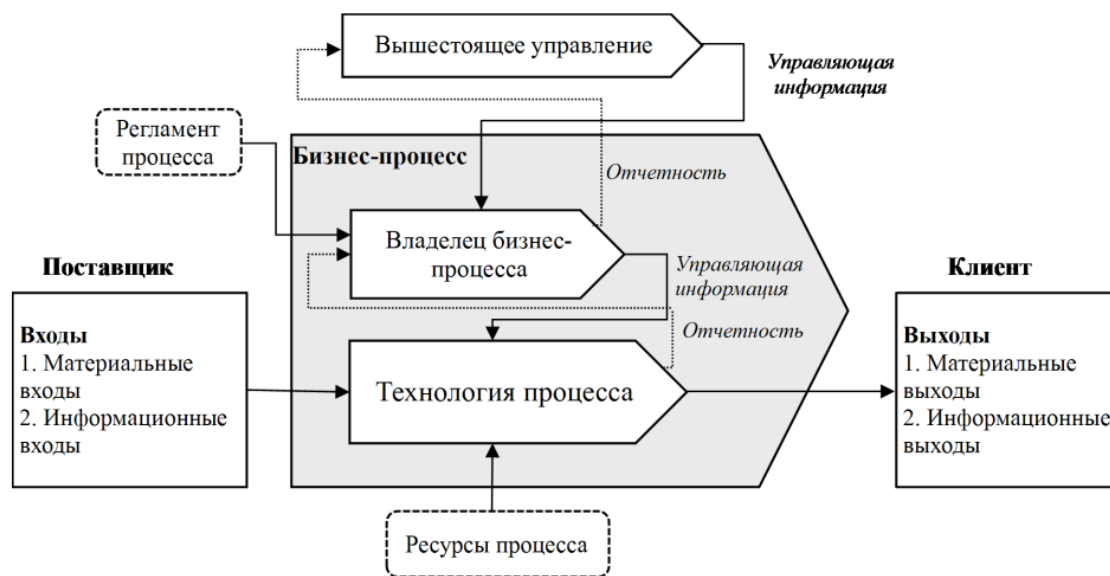 Вышестоящее управление
Управляющая
информация
Регламент
процесса
Бизнес-процесс
Отчетность
Владелец бизнес-
процесса
Управляющая
информация
Поставщик
Клиент
Отчетность
Входы
1. Материальные
входы
2. Информационные
входы
Технология процесса
Выходы
1. Материальные
выходы
2. Информационные
выходы
Ресурсы процесса